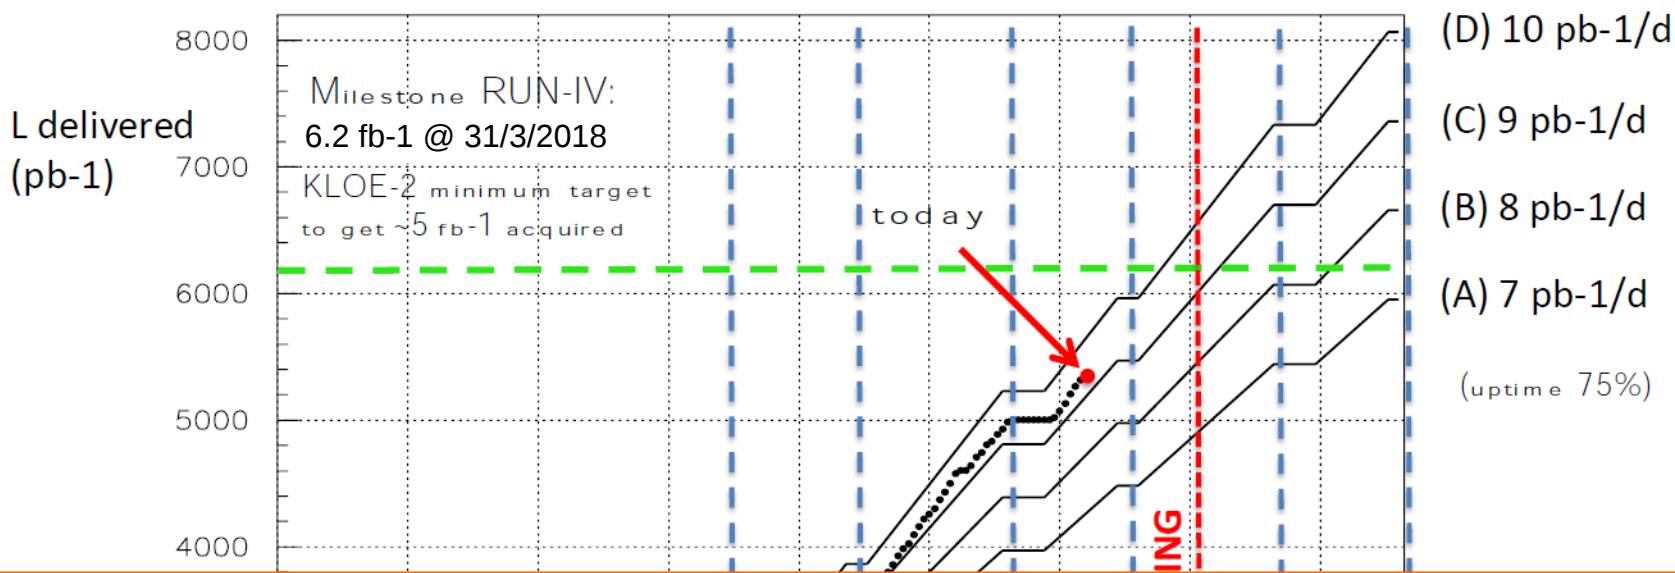 8000
(D) 10 pb-1/d
Milestone RUN-IV:
6.2 fb-1 @ 31/3/2018
L delivered
(pb-1)
(C) 9 pb-1/d
7000
KLOE-2 minimum target
to get ~5 fb-1 acquired
today
(B) 8 pb-1/d
6000
(A) 7 pb-1/d
(uptime 75%)
5000
ING
4000